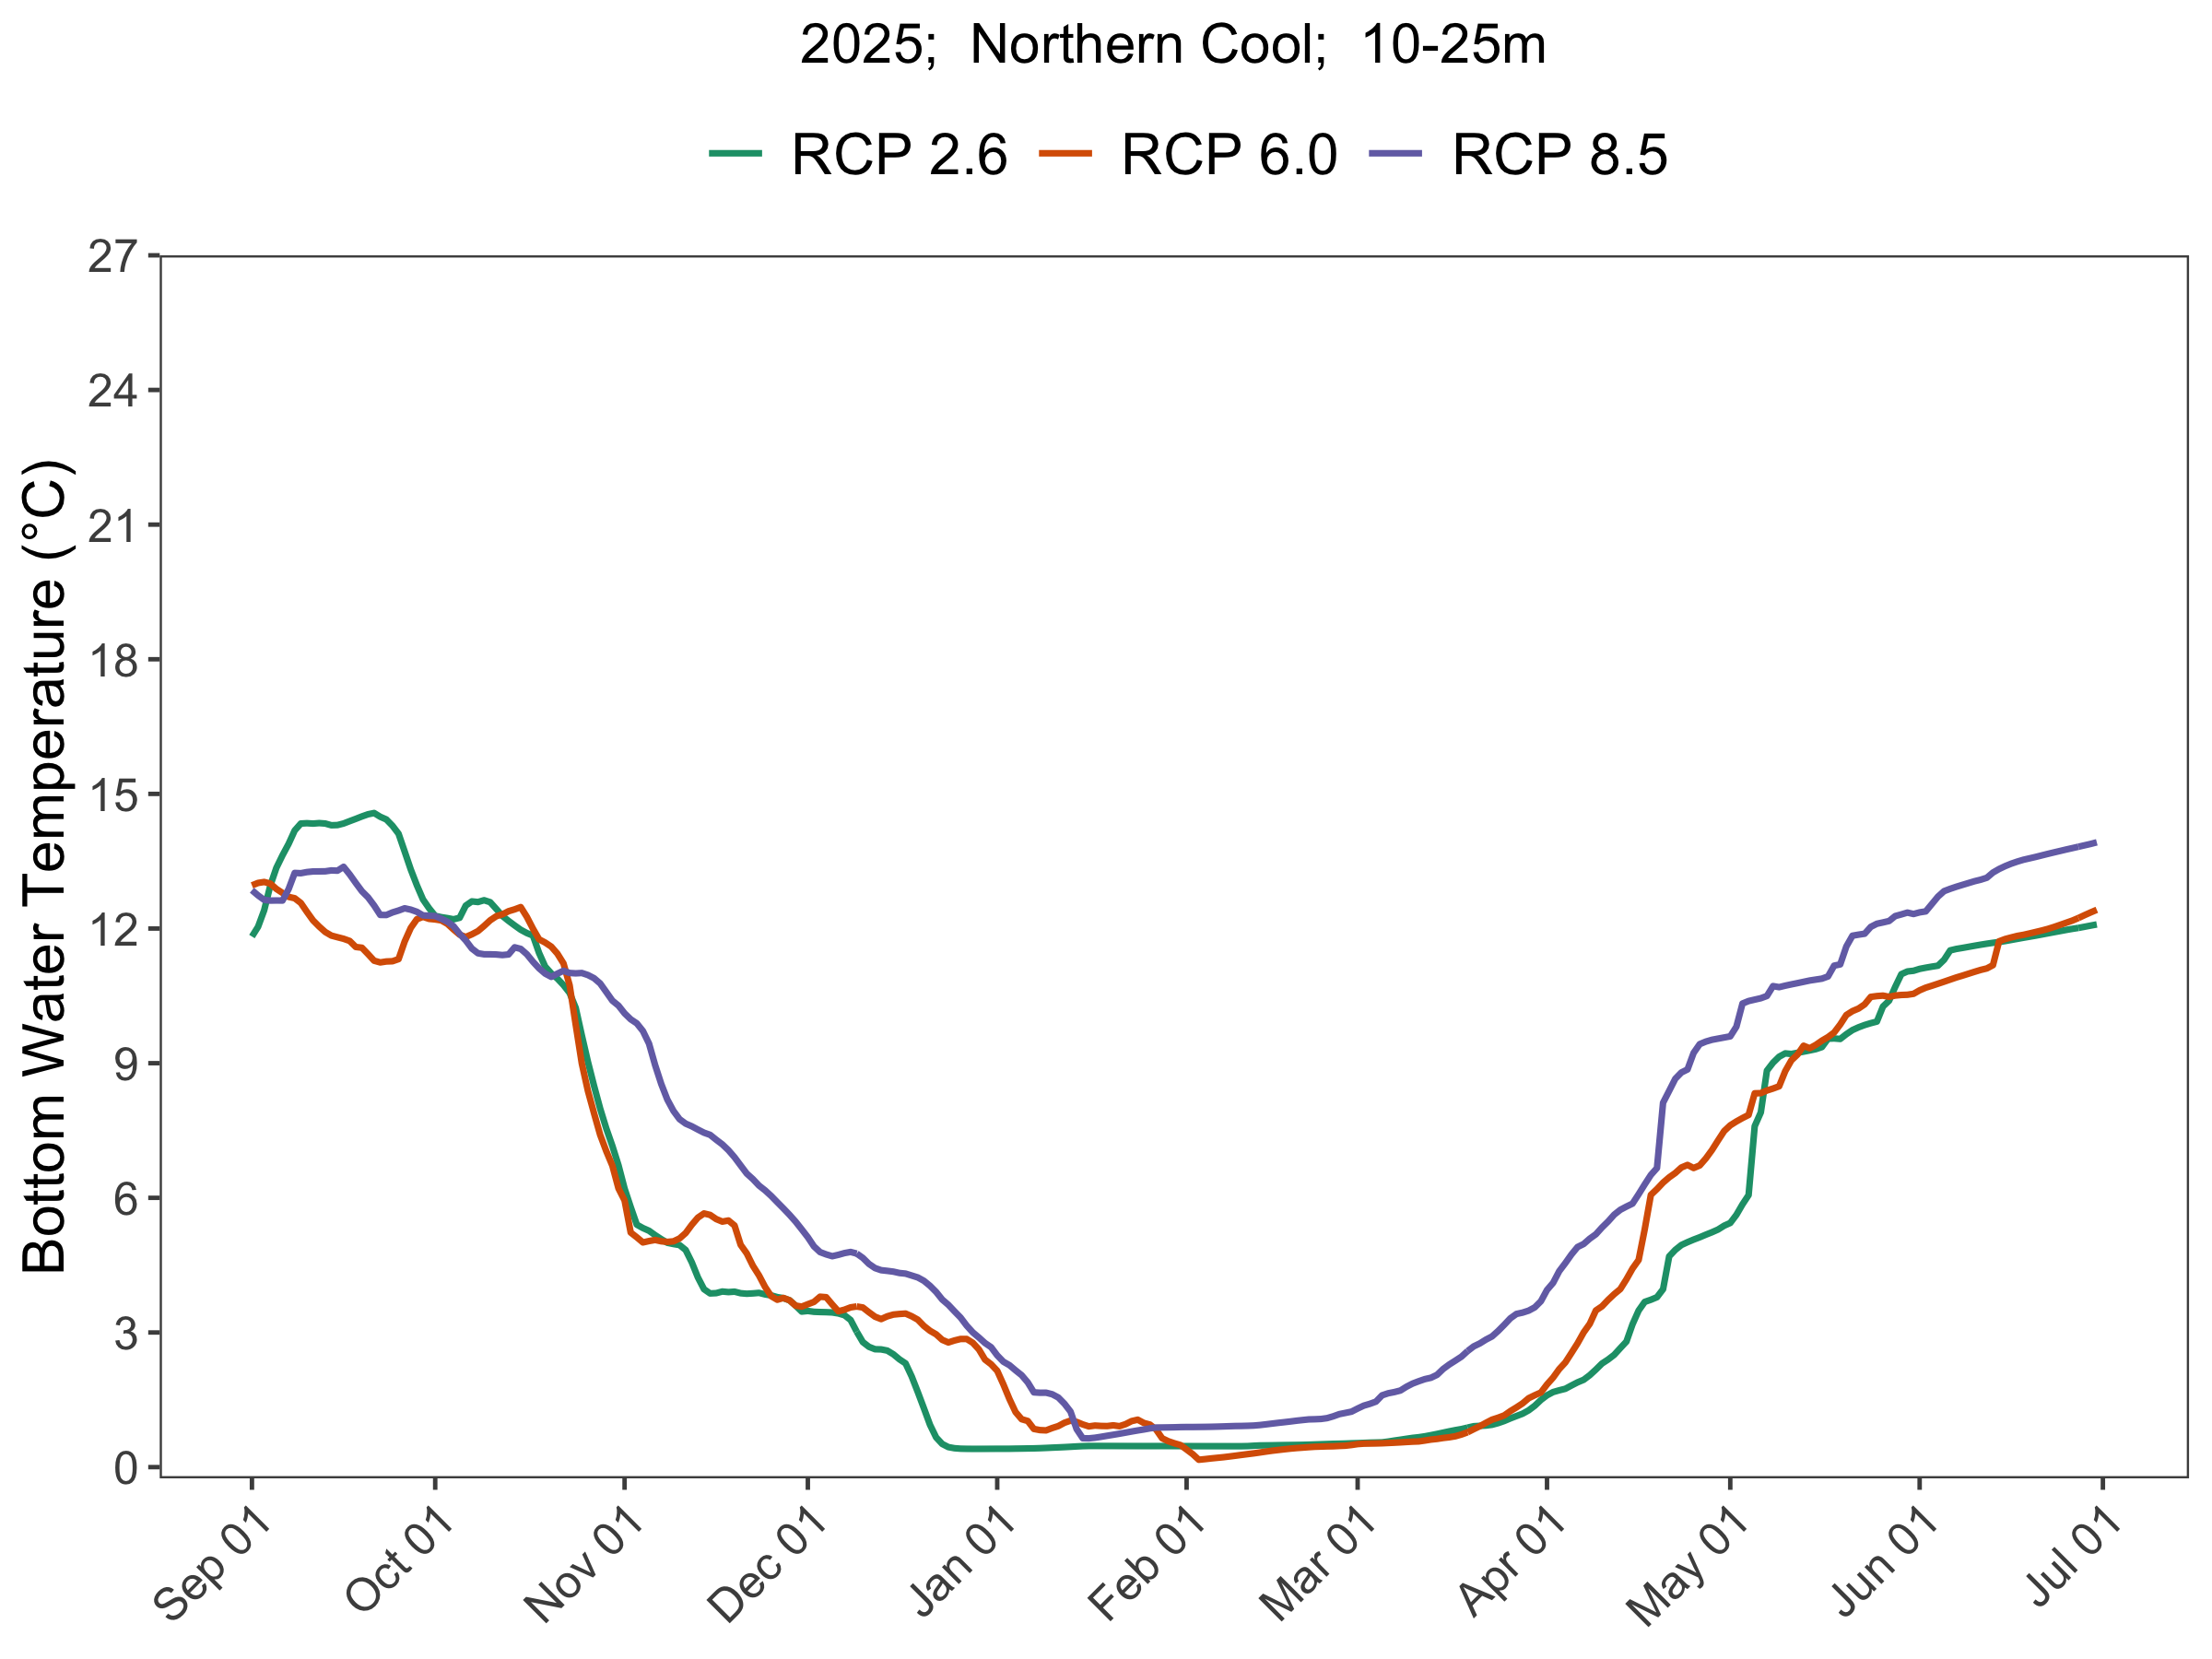 2025;  Northern Cool;  10-25m
RCP 2.6 RCP 6.0 RCP 8.5
Bottom Water Temperature (°C)
27
24
21
18
15
12
9
6
3
0
Sep 01 Oct 01 Nov 01 Dec 01 Jan 01 Feb 01 Mar 01 Apr 01 May 01 Jun 01 Jul 01